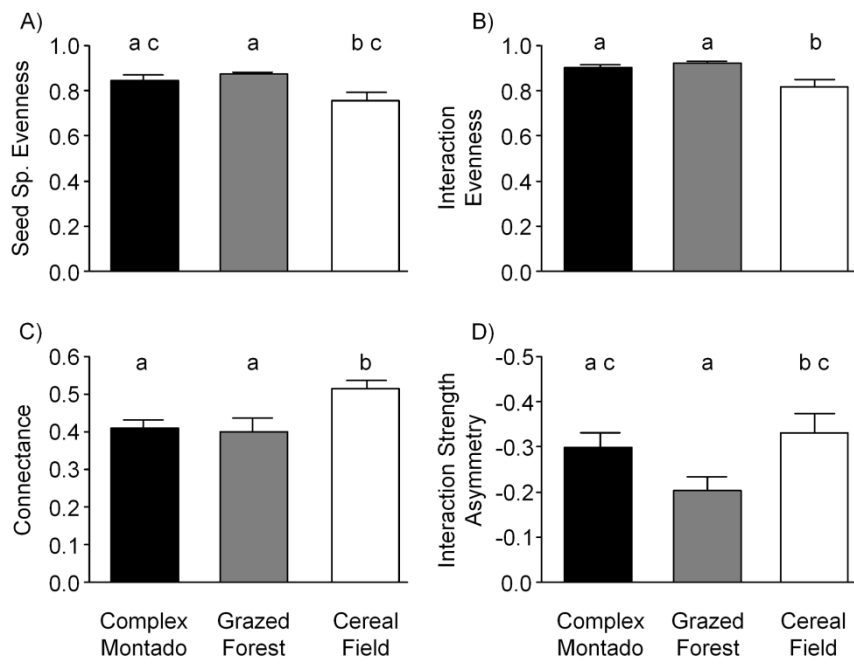 A)
a c
a
b c
Seed Sp. Evenness
1.0
0.8
0.6
0.4
0.2
0.0
B)
a
a
b
Interaction
Evenness
1.0
0.8
0.6
0.4
0.2
0.0
C)
a
a
b
Connectance
0.6
0.5
0.4
0.3
0.2
0.1
0.0
Complex
Montado
Grazed
Forest
Cereal
Field
D)
a c
a
b c
Interaction Strength
Asymmetry
-0.5
-0.4
-0.3
-0.2
-0.1
0.0
Complex
Montado
Grazed
Forest
Cereal
Field